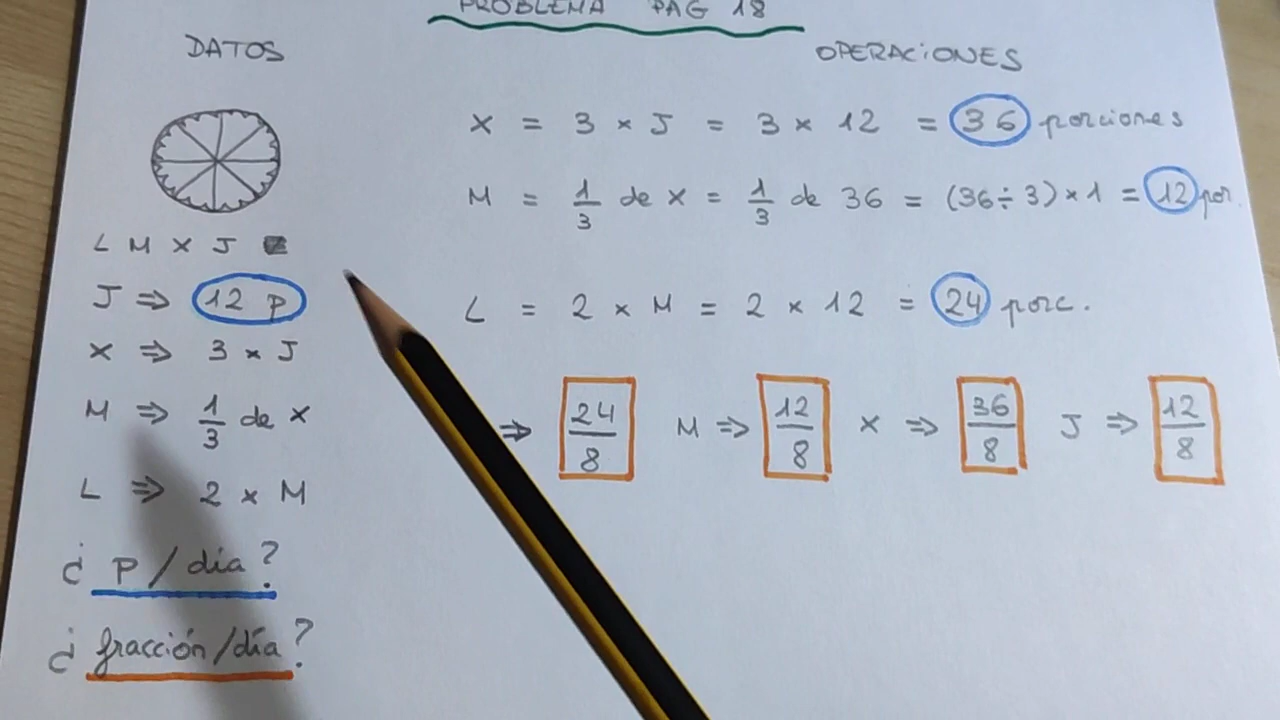 PROBLEMA PAG 18
DATOS
OPERACIONES
L M X J
J ⇒ 12 p
X ⇒ 3 × J
M ⇒ 1/3 de X
L ⇒ 2 × M
¿ P / día ?
¿ fracción / día ?
X = 3 × J = 3 × 12 = 36 porciones
M = 1/3 de X = 1/3 de 36 = (36 ÷ 3) × 1 = 12 por.
L = 2 × M = 2 × 12 = 24 porc.
⇒ 24/8 M ⇒ 12/8 X ⇒ 36/8 J ⇒ 12/8